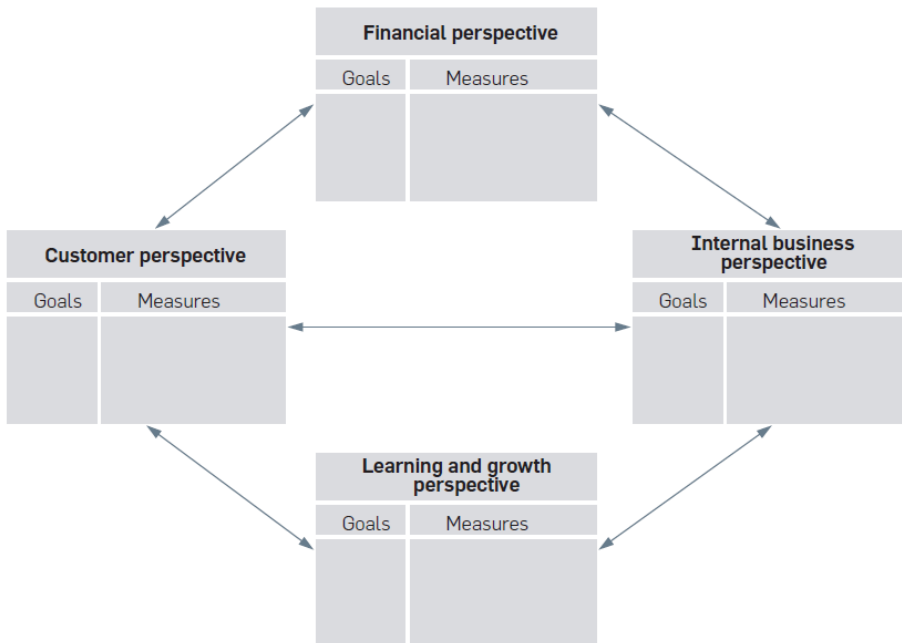 Financial perspective
Goals Measures
Customer perspective
Goals Measures
Internal business
perspective
Goals Measures
Learning and growth
perspective
Goals Measures